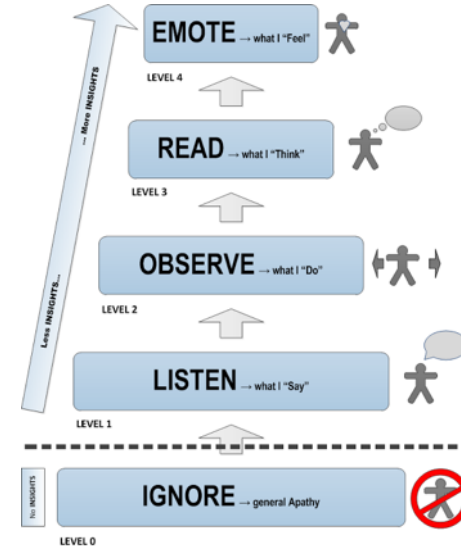 EMOTE → what I “Feel”
LEVEL 4
... More INSIGHTS
READ → what I “Think”
LEVEL 3
OBSERVE → what I “Do”
LEVEL 2
Less INSIGHTS...
LISTEN → what I “Say”
LEVEL 1
No INSIGHTS
IGNORE → general Apathy
LEVEL 0